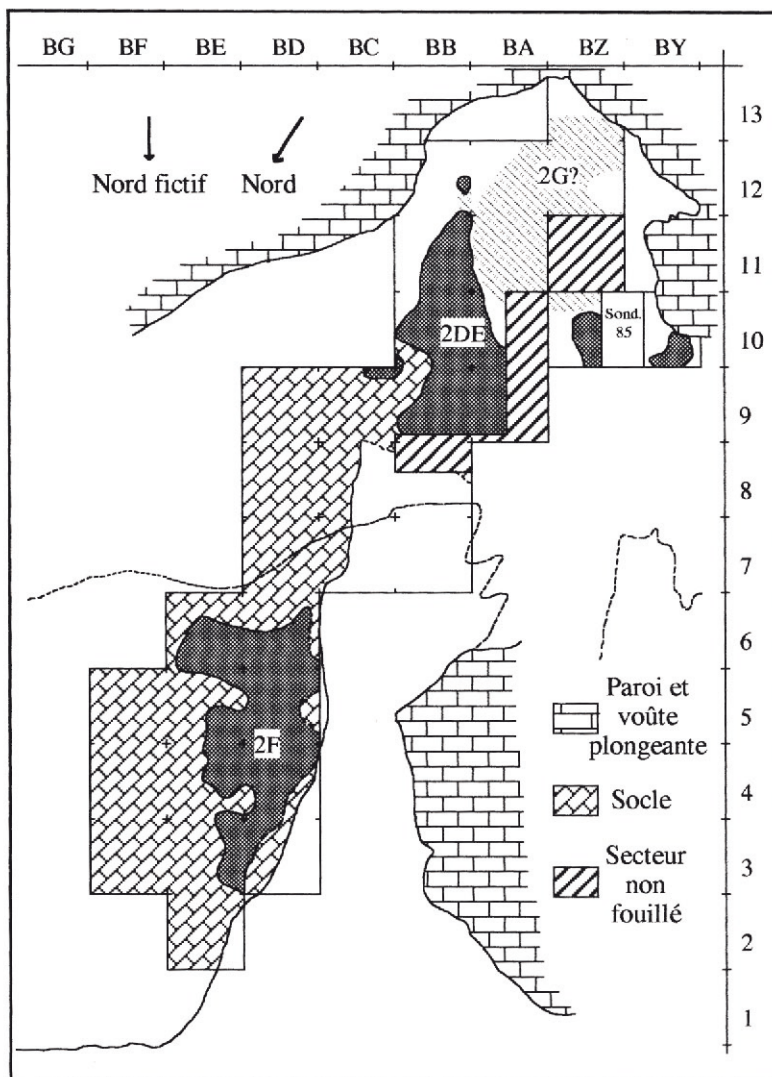 BG BF BE BD BC BB BA BZ BY
13
Nord fictif Nord
12
2G?
11
2DE
Sond.
85
10
9
8
7
6
Paroi et
voûte
plongeante
5
2F
Socle
4
Secteur
non
fouillé
3
2
1